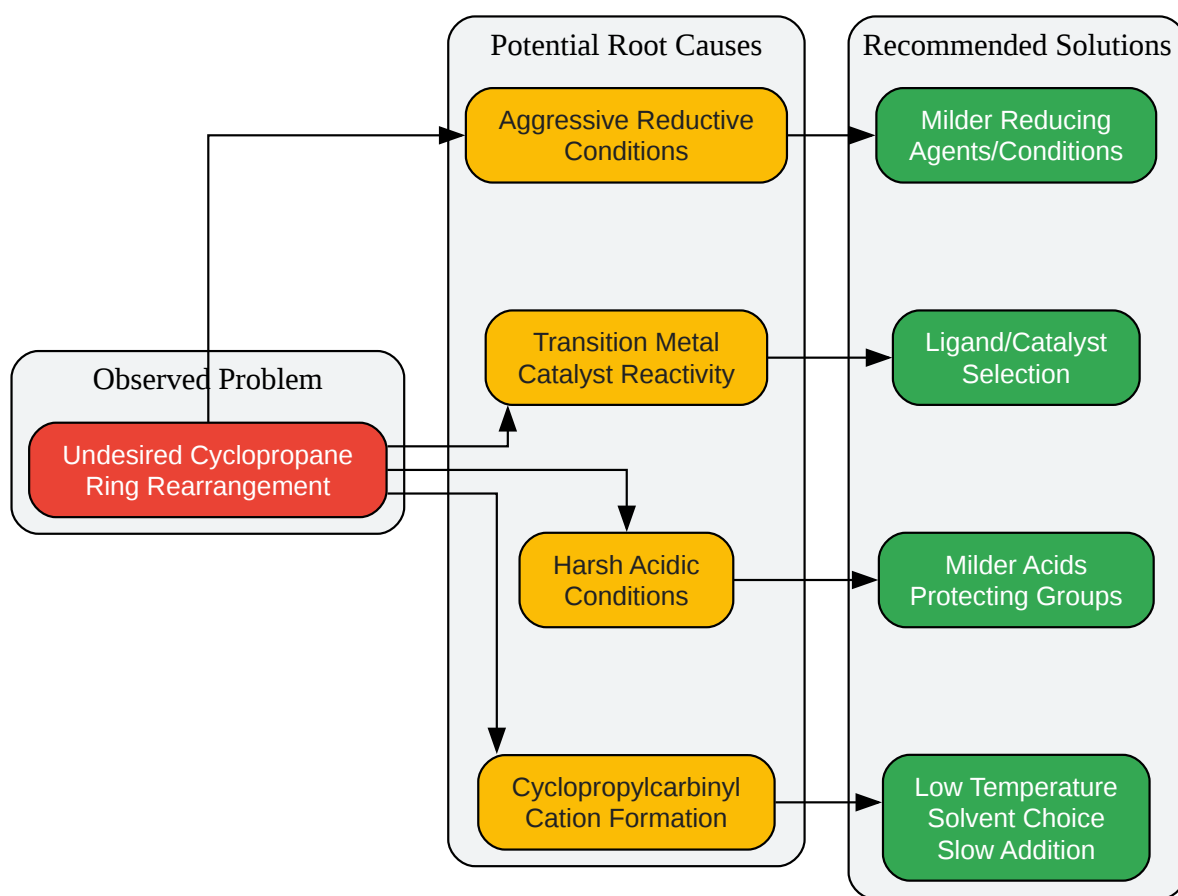 Potential Root Causes
Recommended Solutions
Aggressive Reductive
Conditions
Milder Reducing
Agents/Conditions
Transition Metal
Catalyst Reactivity
Ligand/Catalyst
Selection
Observed Problem
Undesired Cyclopropane
Ring Rearrangement
Harsh Acidic
Conditions
Milder Acids
Protecting Groups
Cyclopropylcarbinyl
Cation Formation
Low Temperature
Solvent Choice
Slow Addition